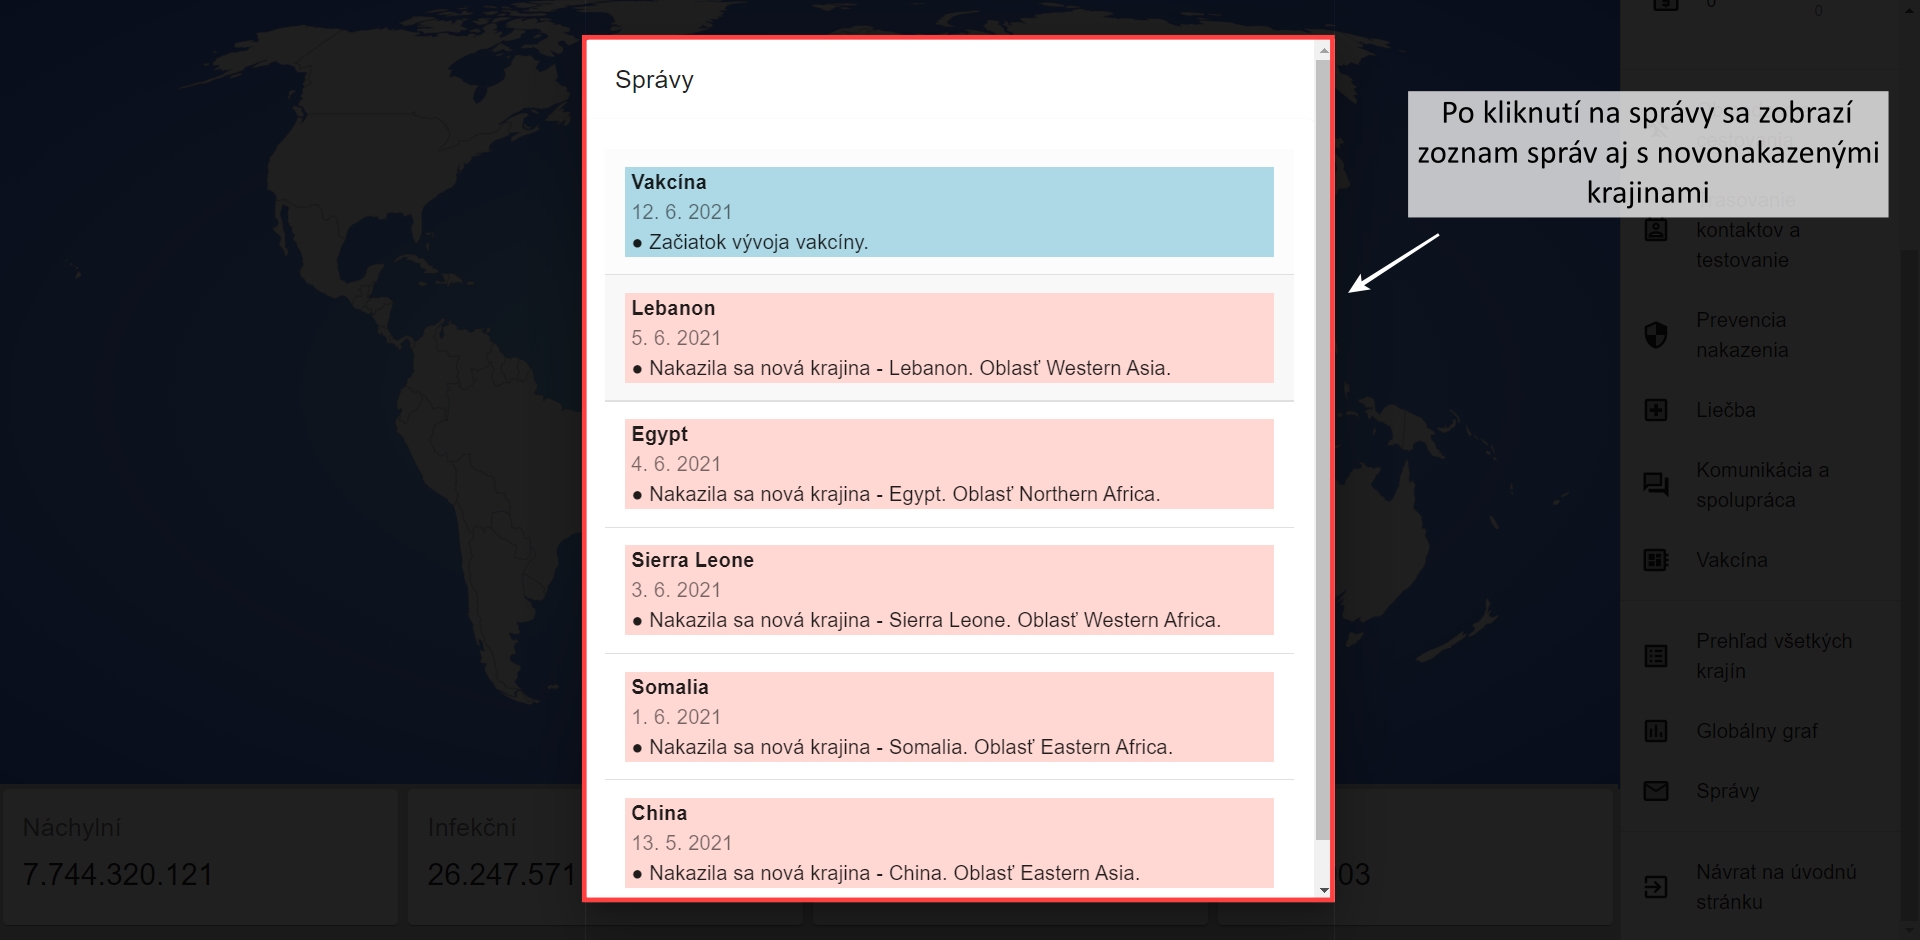 Správy
Vakcína
12. 6. 2021
● Začiatok vývoja vakcíny.
Lebanon
5. 6. 2021
● Nakazila sa nová krajina - Lebanon. Oblasť Western Asia.
Egypt
4. 6. 2021
● Nakazila sa nová krajina - Egypt. Oblasť Northern Africa.
Sierra Leone
3. 6. 2021
● Nakazila sa nová krajina - Sierra Leone. Oblasť Western Africa.
Somalia
1. 6. 2021
● Nakazila sa nová krajina - Somalia. Oblasť Eastern Africa.
China
13. 5. 2021
● Nakazila sa nová krajina - China. Oblasť Eastern Asia.
Po kliknutí na správy sa zobrazí
zoznam správ aj s novonakazenými
krajinami
0
0
kontaktov a
testovanie
Prevencia
nakazenia
Liečba
Komunikácia a
spolupráca
Vakcína
Prehľad všetkých
krajín
Globálny graf
Správy
Návrat na úvodnú
stránku
Náchylní
7.744.320.121
Infekční
26.247.571
03